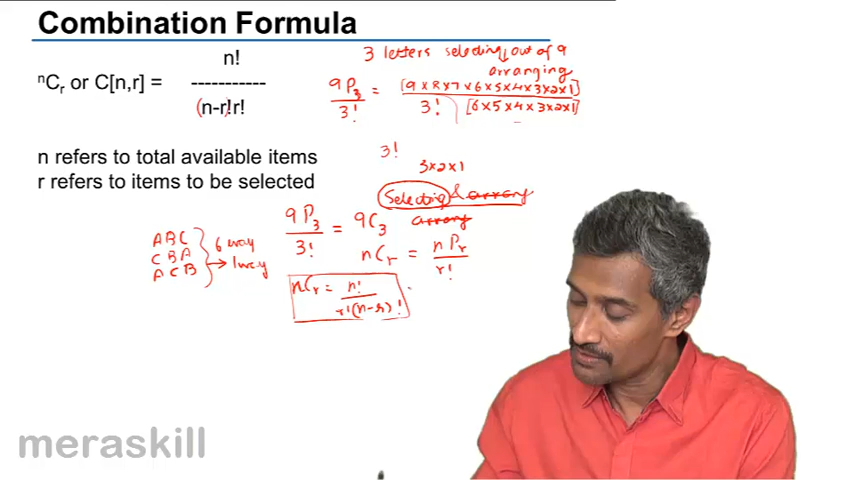 Combination Formula
n!
ⁿCᵣ or C[n,r] = -----------
(n-r)!r!
3 letters selecting out of 9
arranging
9P₃ / 3! = [9×8×7×6×5×4×3×2×1] / 3! [6×5×4×3×2×1]
n refers to total available items
r refers to items to be selected
3!
3×2×1
Selecting & arrang
arrang
9P₃ / 3! = 9C₃
nCᵣ = nPᵣ / r!
ABC
CBA
ACB
6 way
→ 1 way
nCᵣ = n! / r!(n-r)!
meraskill